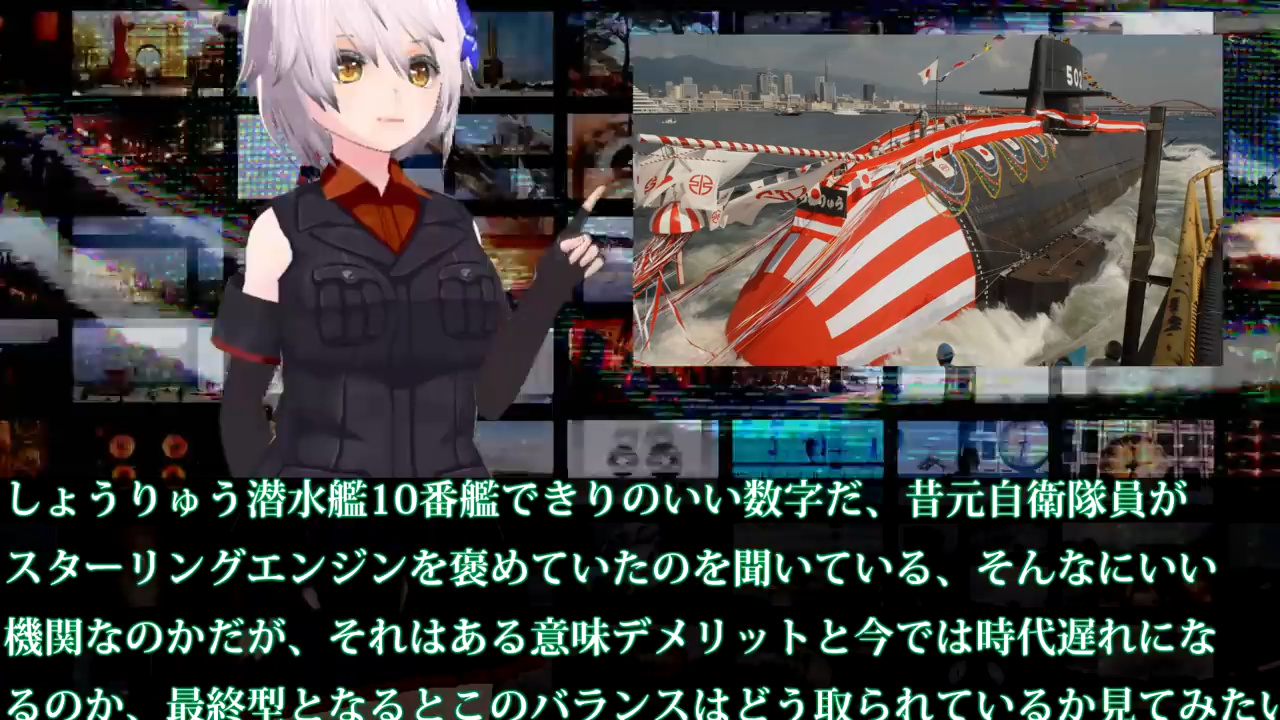 しょうりゅう潜水艦10番艦できりのいい数字だ、昔元自衛隊員が
スターリングエンジンを褒めていたのを聞いている、そんなにいい
機関なのかだが、それはある意味デメリットと今では時代遅れにな
るのか、最終型となるとこのバランスはどう取られているか見てみたい